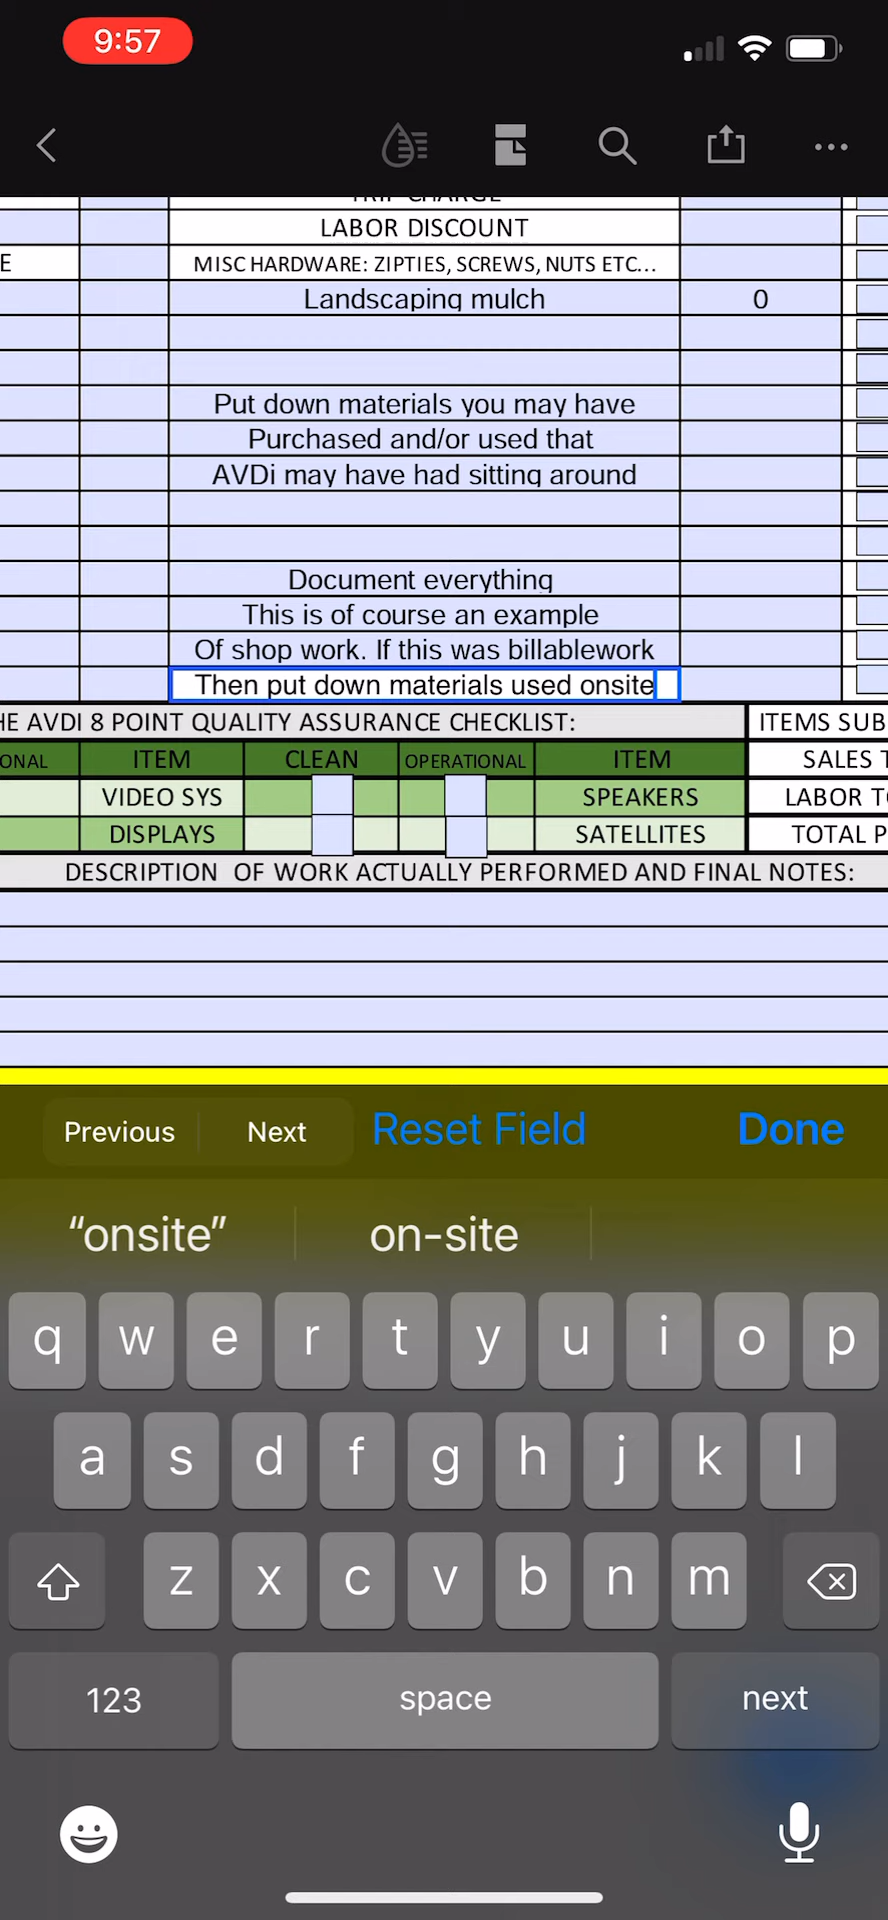 9:57
TRIP CHARGE
LABOR DISCOUNT
E MISC HARDWARE: ZIPTIES, SCREWS, NUTS ETC...
Landscaping mulch 0
Put down materials you may have
Purchased and/or used that
AVDi may have had sitting around
Document everything
This is of course an example
Of shop work. If this was billablework
Then put down materials used onsite
HE AVDI 8 POINT QUALITY ASSURANCE CHECKLIST: ITEMS SUB
ONAL ITEM CLEAN OPERATIONAL ITEM SALES T
VIDEO SYS SPEAKERS LABOR TO
DISPLAYS SATELLITES TOTAL P
DESCRIPTION OF WORK ACTUALLY PERFORMED AND FINAL NOTES:
Previous Next Reset Field Done
“onsite” on-site
q w e r t y u i o p
a s d f g h j k l
z x c v b n m
123 space next